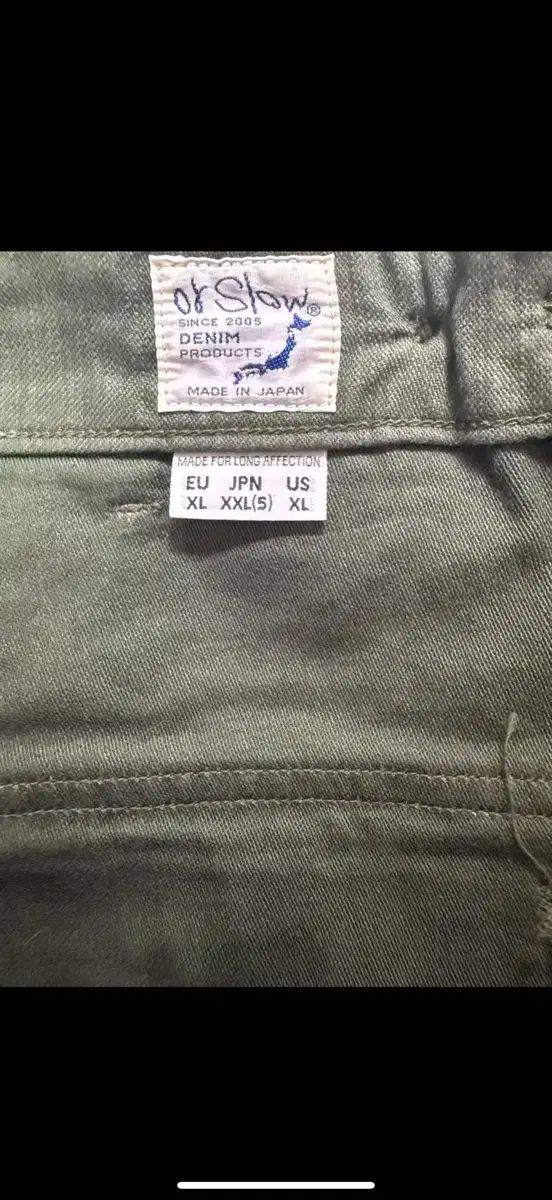 or Slow®
SINCE 2005
DENIM
PRODUCTS
MADE IN JAPAN
MADE FOR LONG AFFECTION
EU JPN US
XL XXL(5) XL